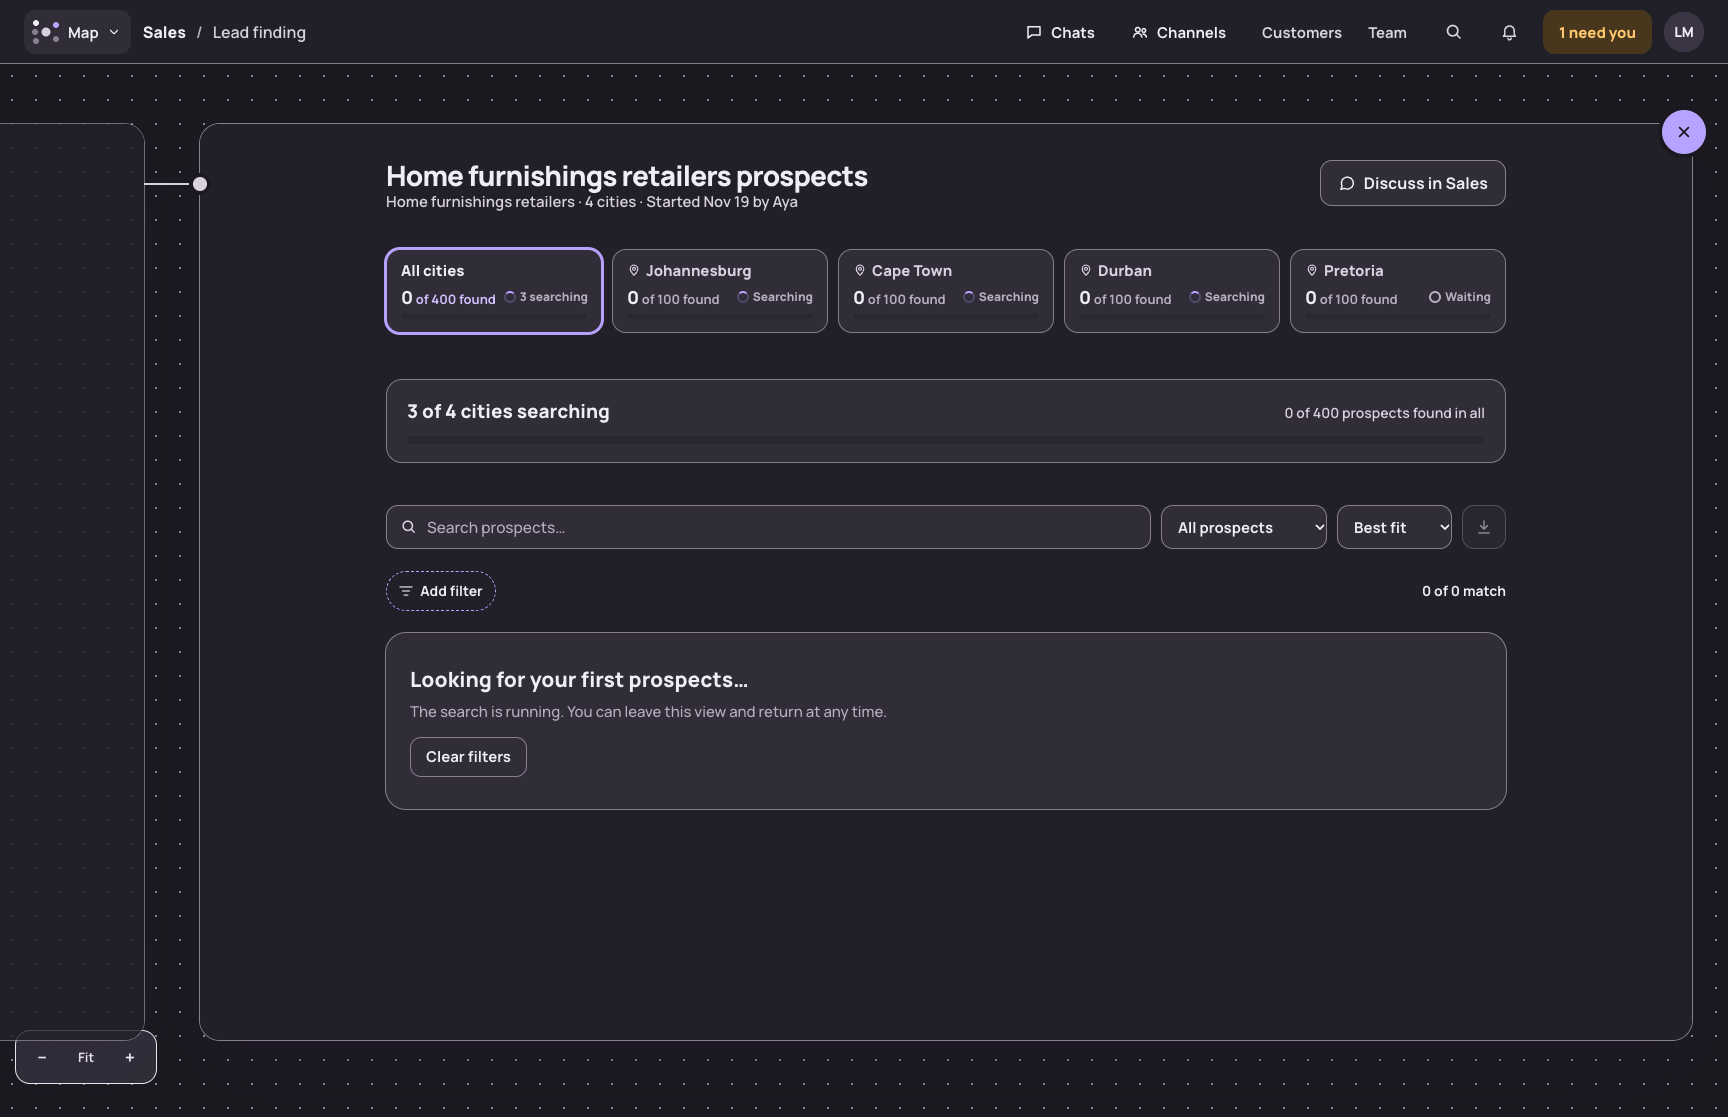 Map
Sales / Lead finding
Chats
Channels
Customers
Team
1 need you
LM
Home furnishings retailers prospects
Home furnishings retailers · 4 cities · Started Nov 19 by Aya
Discuss in Sales
All cities
0 of 400 found
3 searching
Johannesburg
0 of 100 found
Searching
Cape Town
0 of 100 found
Searching
Durban
0 of 100 found
Searching
Pretoria
0 of 100 found
Waiting
3 of 4 cities searching
0 of 400 prospects found in all
Search prospects…
All prospects
Best fit
Add filter
0 of 0 match
Looking for your first prospects…
The search is running. You can leave this view and return at any time.
Clear filters
− Fit +